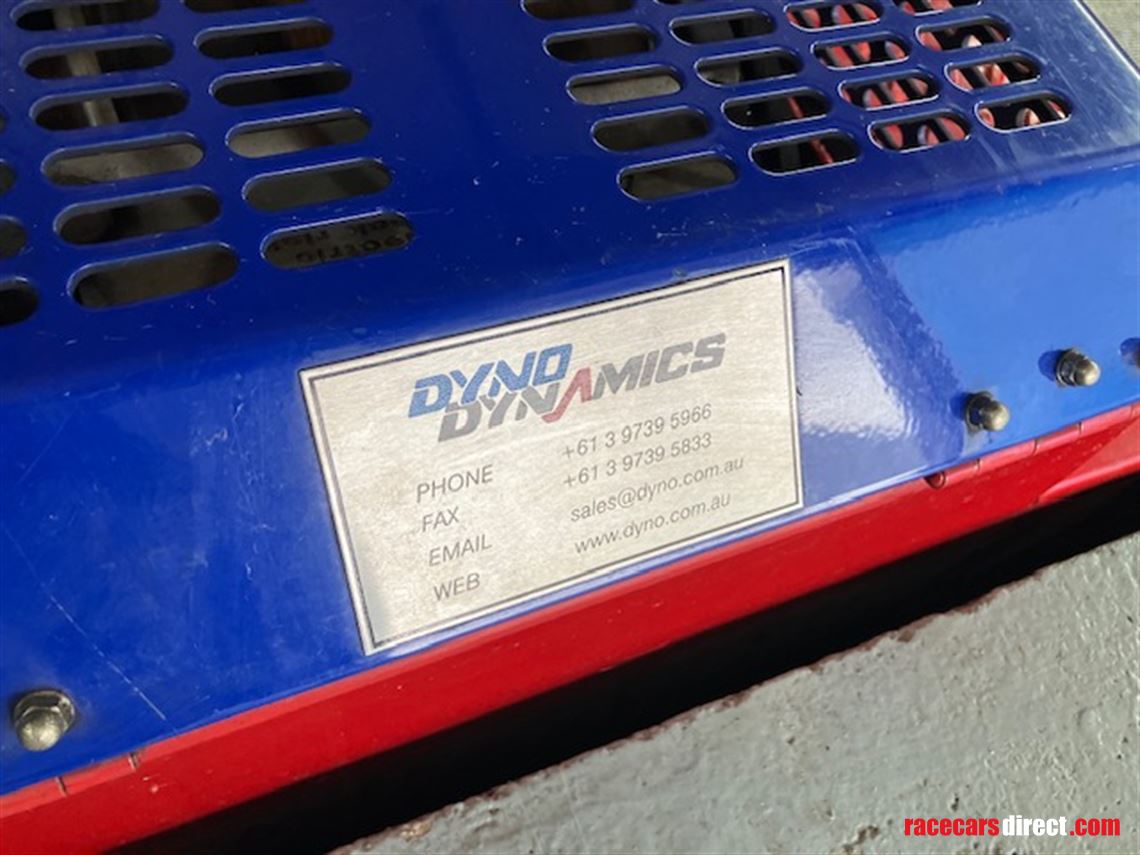 DYNO
DYNAMICS
PHONE +61 3 9739 5966
FAX +61 3 9739 5833
EMAIL sales@dyno.com.au
WEB www.dyno.com.au
racecarsdirect.com